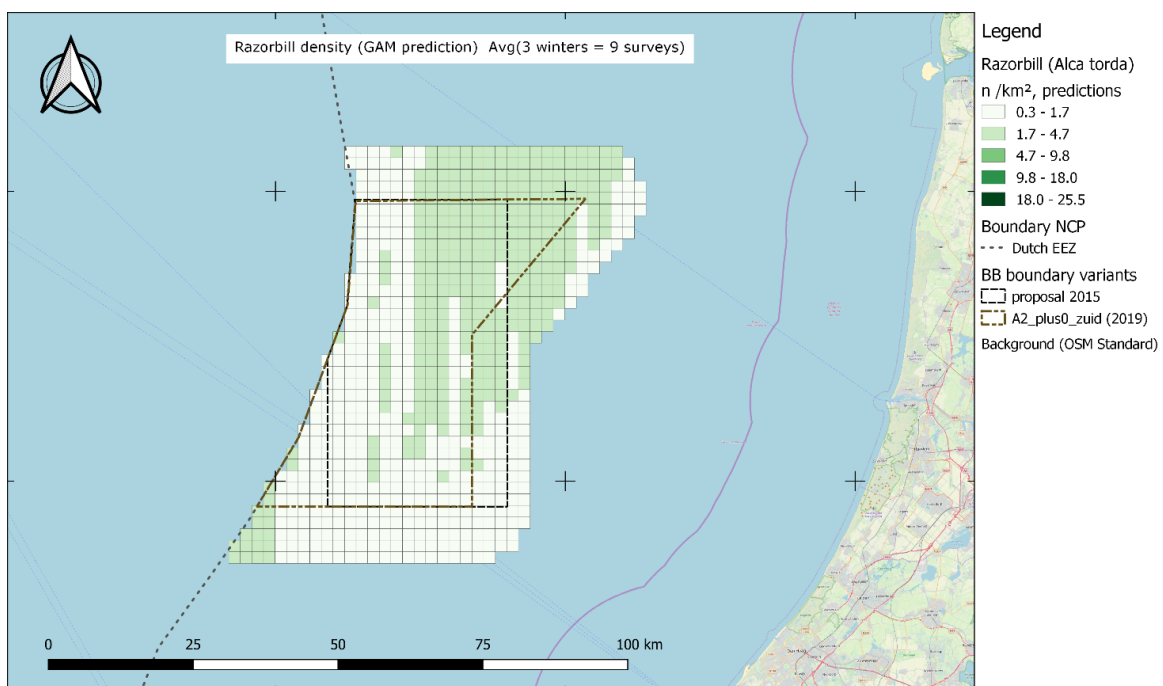 Razorbill density (GAM prediction) Avg(3 winters = 9 surveys)
Legend
Razorbill (Alca torda)
n /km², predictions
0.3 - 1.7
1.7 - 4.7
4.7 - 9.8
9.8 - 18.0
18.0 - 25.5
Boundary NCP
Dutch EEZ
BB boundary variants
proposal 2015
A2_plus0_zuid (2019)
Background (OSM Standard)
0 25 50 75 100 km